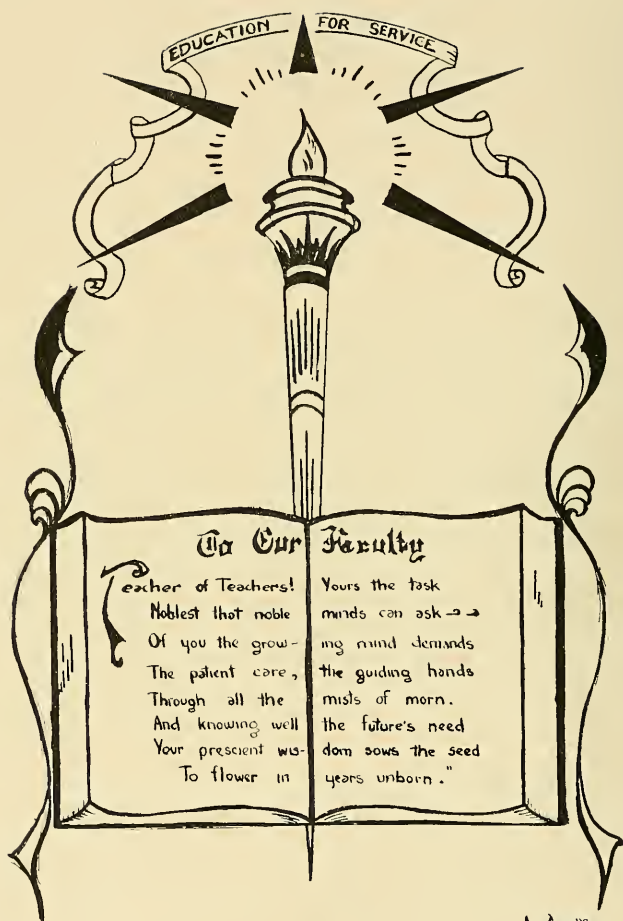 EDUCATION FOR SERVICE
To Our Faculty
Teacher of Teachers! Yours the task
Noblest that noble minds can ask
Of you the grow- ing mind demands
The patient care, the guiding hands
Through all the mists of morn.
And knowing well the future's need
Your prescient wis- dom sows the seed
To flower in years unborn."